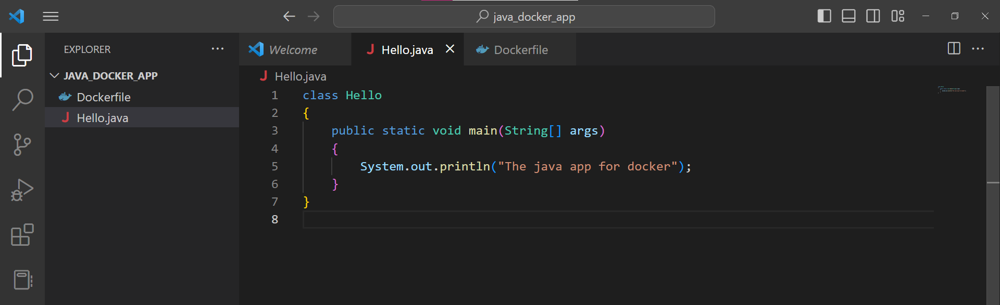 java_docker_app
EXPLORER
JAVA_DOCKER_APP
Dockerfile
Hello.java
Welcome
Hello.java
Dockerfile
Hello.java
1 class Hello
2 {
3     public static void main(String[] args)
4     {
5         System.out.println("The java app for docker");
6     }
7 }
8